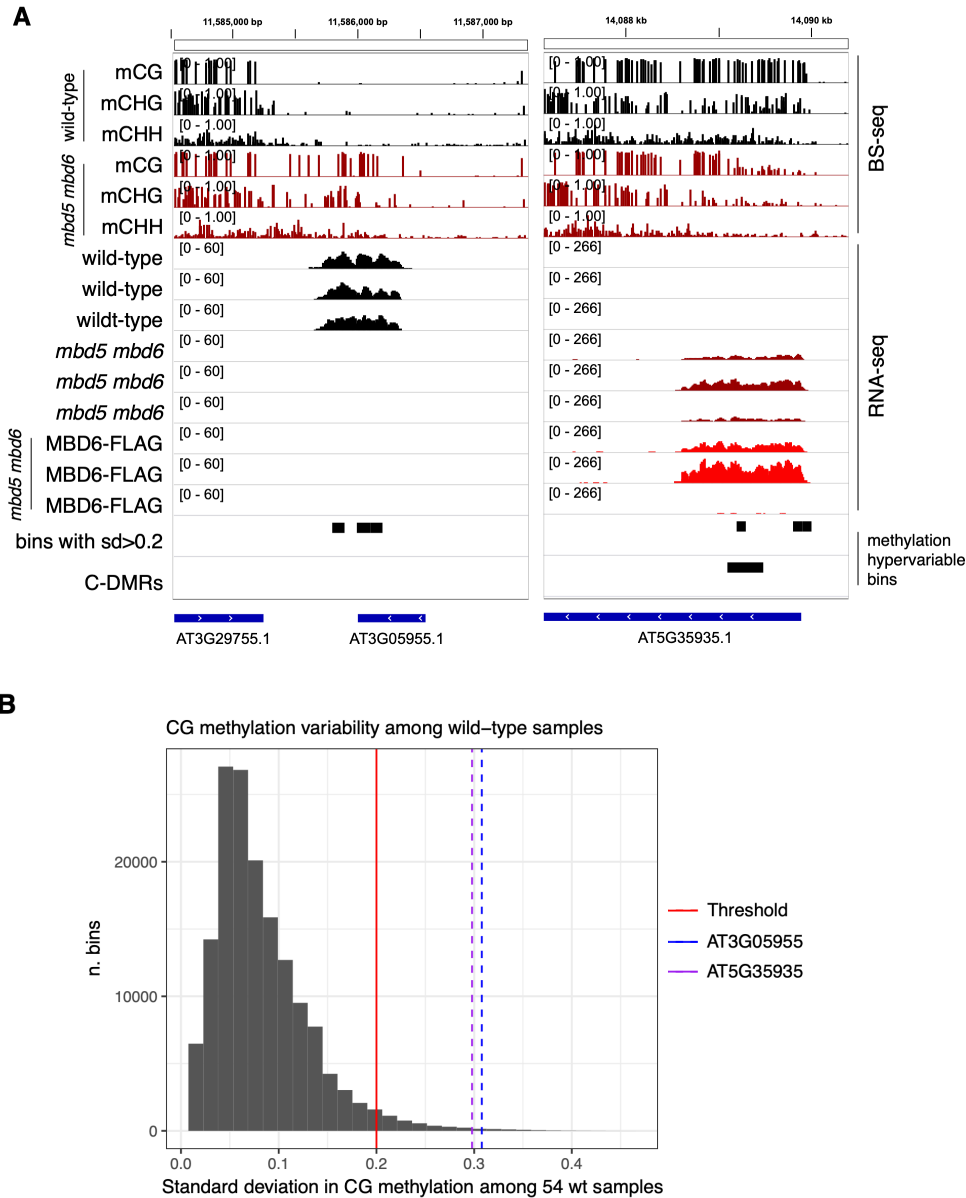 A
11,585,000 bp 11,586,000 bp 11,587,000 bp 14,088 kb 14,090 kb
wild-type
mCG [0 - 1.00] [0 - 1.00]
mCHG [0 - 1.00] [0 - 1.00]
mCHH [0 - 1.00] [0 - 1.00]
mbd5 mbd6
mCG [0 - 1.00] [0 - 1.00]
mCHG [0 - 1.00] [0 - 1.00]
mCHH [0 - 1.00] [0 - 1.00]
BS-seq
wild-type [0 - 60] [0 - 266]
wild-type [0 - 60] [0 - 266]
wildt-type [0 - 60] [0 - 266]
mbd5 mbd6 [0 - 60] [0 - 266]
mbd5 mbd6 [0 - 60] [0 - 266]
mbd5 mbd6 [0 - 60] [0 - 266]
mbd5 mbd6
MBD6-FLAG [0 - 60] [0 - 266]
MBD6-FLAG [0 - 60] [0 - 266]
MBD6-FLAG [0 - 60] [0 - 266]
RNA-seq
bins with sd>0.2
C-DMRs
methylation
hypervariable
bins
AT3G29755.1 AT3G05955.1 AT5G35935.1
B
CG methylation variability among wild−type samples
n. bins
20000
10000
0
0.0 0.1 0.2 0.3 0.4
Standard deviation in CG methylation among 54 wt samples
Threshold
AT3G05955
AT5G35935